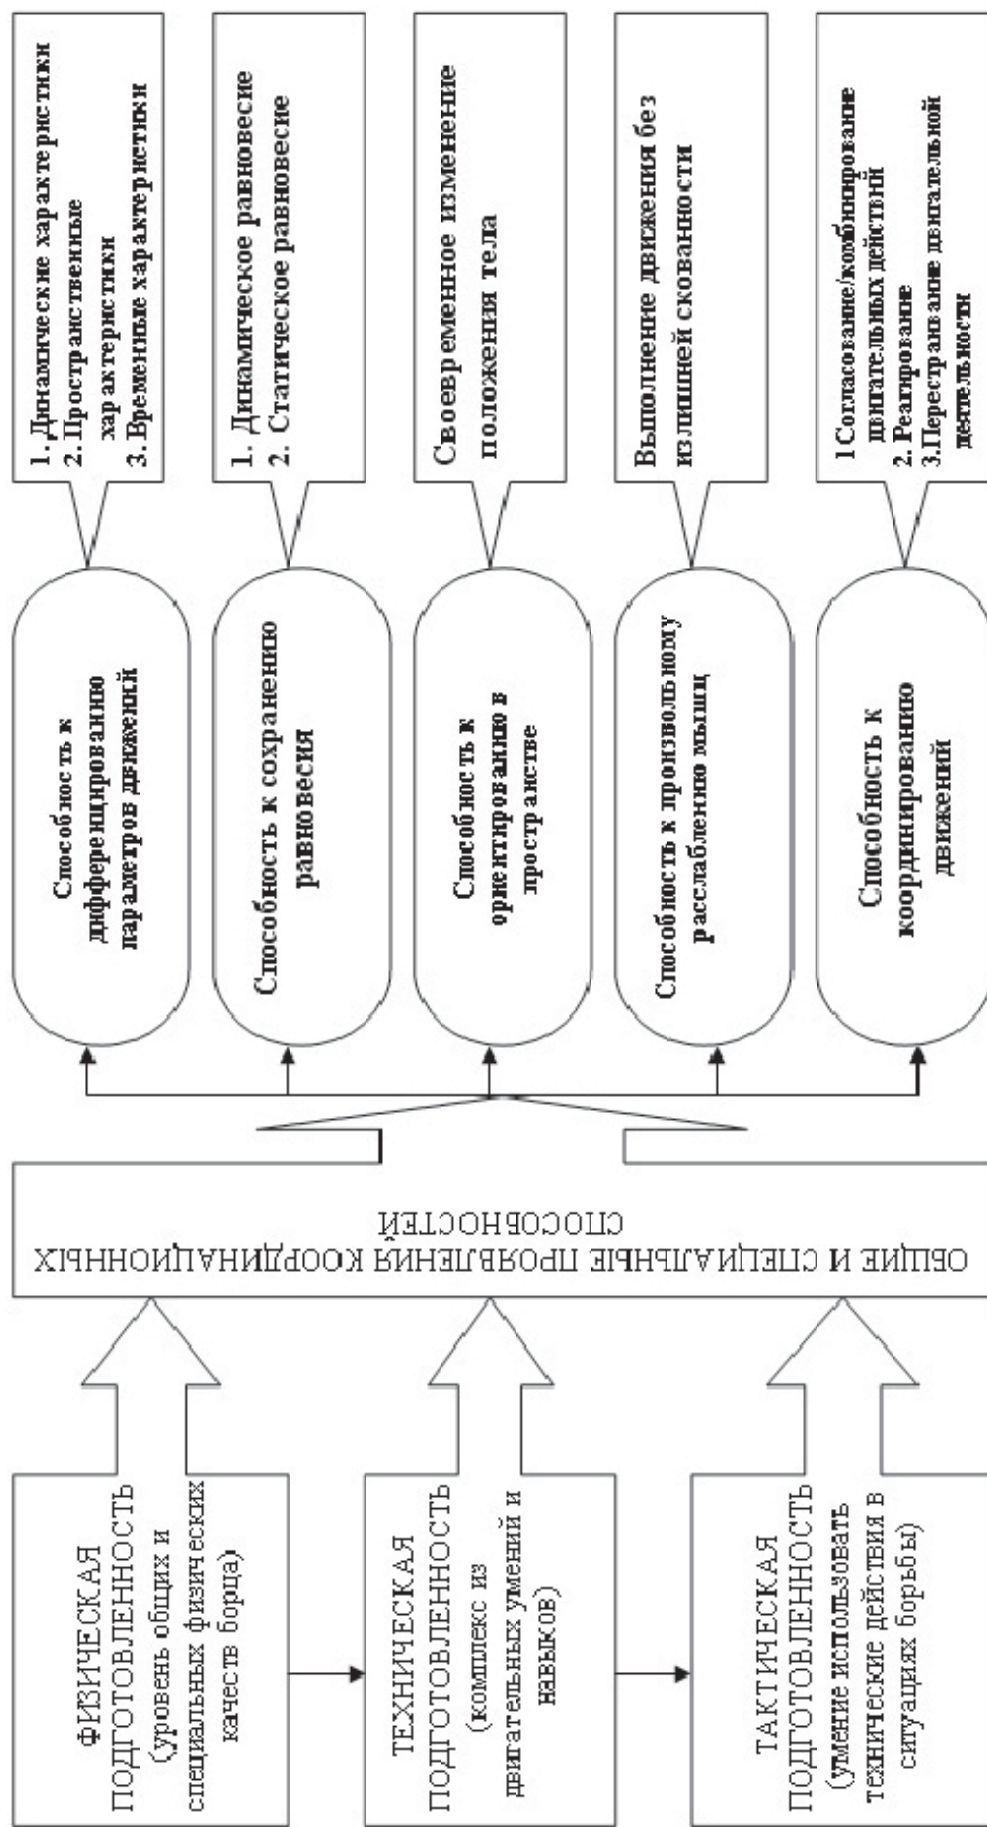 ФИЗИЧЕСКАЯ
ПОДГОТОВЛЕННОСТЬ
(уровень общих и
специальных физических
качеств борца)
ТЕХНИЧЕСКАЯ
ПОДГОТОВЛЕННОСТЬ
(комплекс из
двигательных умений и
навыков)
ТАКТИЧЕСКАЯ
ПОДГОТОВЛЕННОСТЬ
(умение использовать
технические действия в
ситуациях борьбы)
ОБЩИЕ И СПЕЦИАЛЬНЫЕ ПРОЯВЛЕНИЯ КООРДИНАЦИОННЫХ
СПОСОБНОСТЕЙ
Способность к
дифференцированию
параметров движений
Способность к сохранению
равновесия
Способность к
ориентированию в
пространстве
Способность к произвольному
расслаблению мышц
Способность к
координированию
движений
1. Динамические характеристики
2. Пространственные
характеристики
3. Временные характеристики
1. Динамическое равновесие
2. Статическое равновесие
Своевременное изменение
положения тела
Выполнение движения без
излишней скованности
1 Согласование/комбинирование
двигательных действий
2. Реагирование
3.Перестраивание двигательной
деятельности